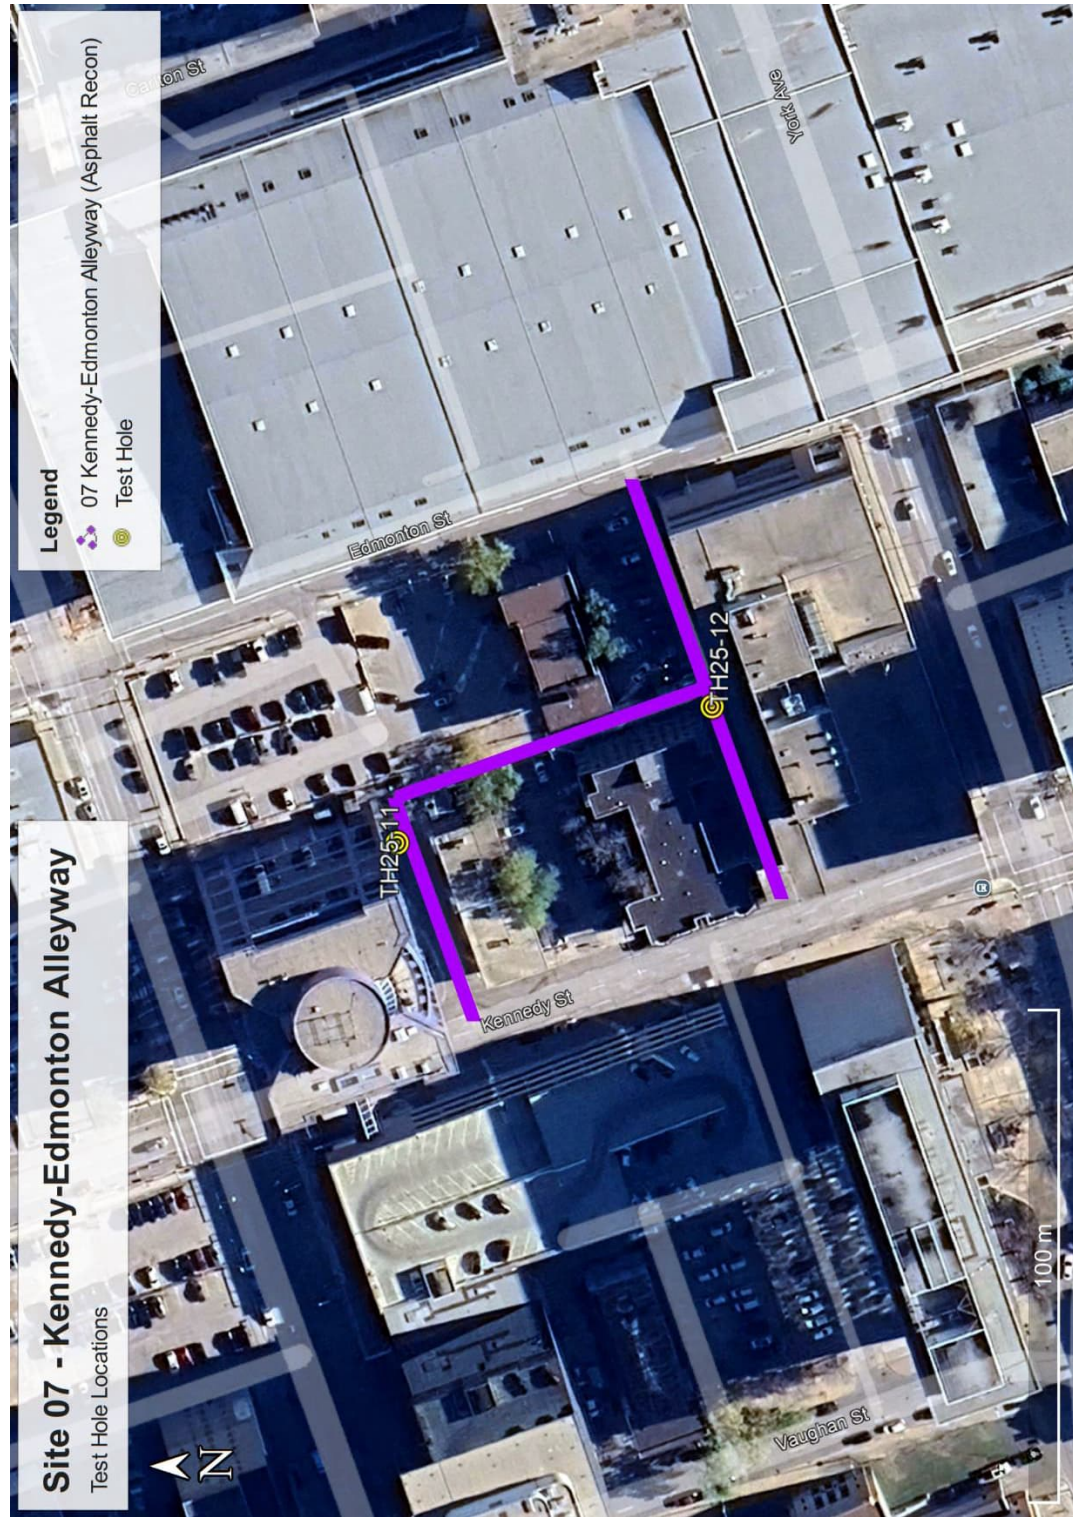 Site 07 - Kennedy-Edmonton Alleyway
Test Hole Locations
Legend
07 Kennedy-Edmonton Alleyway (Asphalt Recon)
Test Hole
N
Carlton St
Edmonton St
York Ave
TH25-11
TH25-12
Kennedy St
Vaughan St
100 m